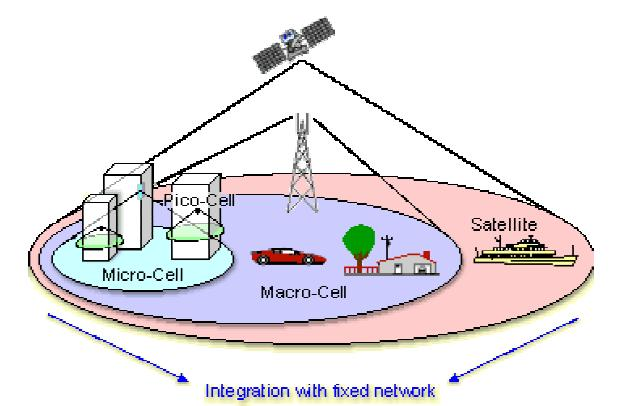 Pico-Cell
Satellite
Micro-Cell
Macro-Cell
Integration with fixed network